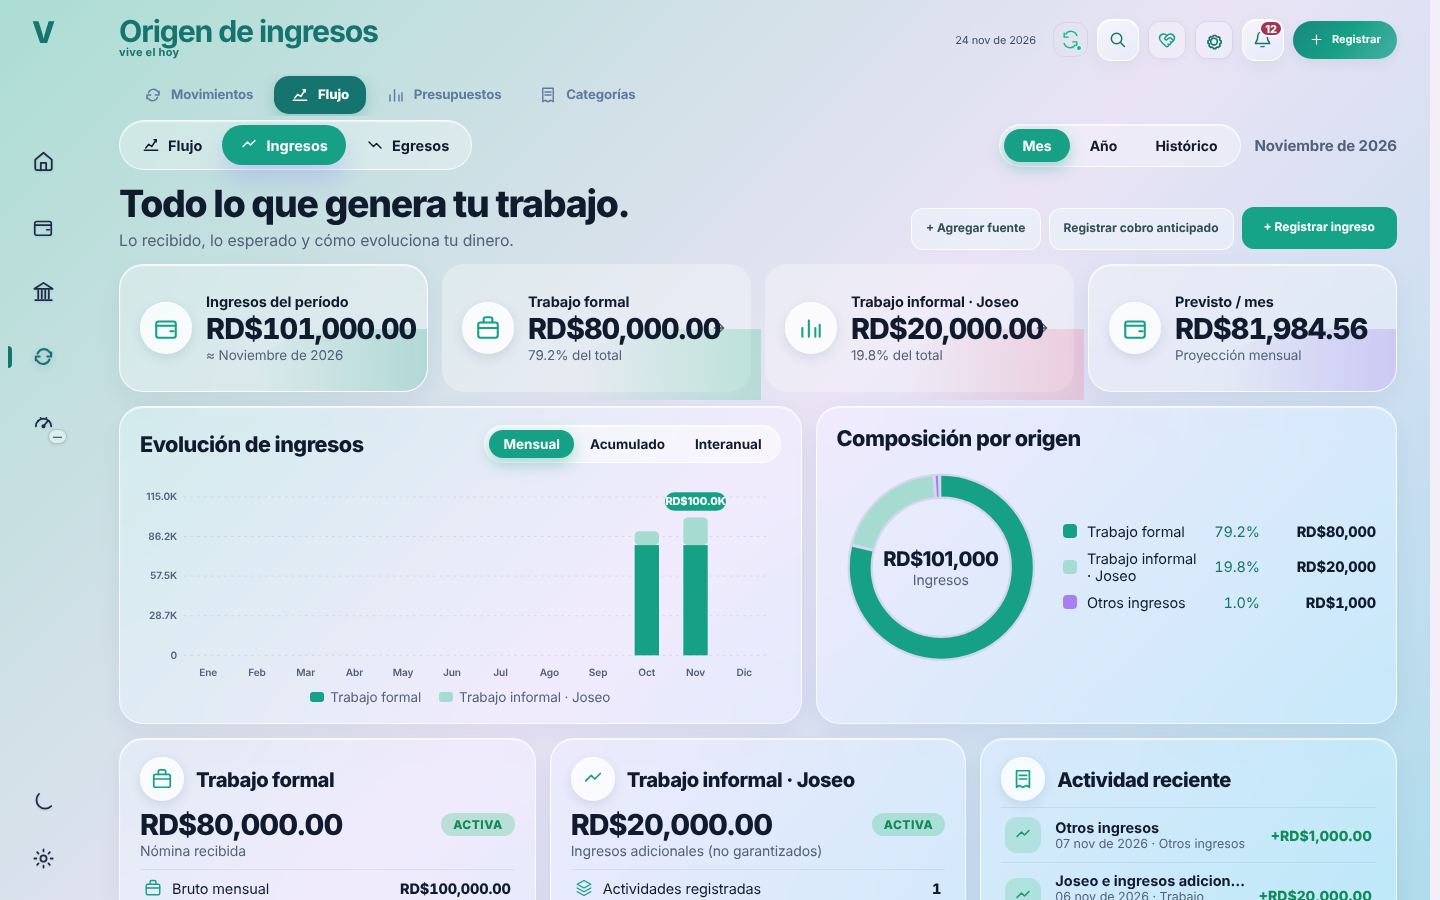 V
Origen de ingresos
vive el hoy
24 nov de 2026
12
Registrar
Movimientos
Flujo
Presupuestos
Categorías
Flujo
Ingresos
Egresos
Mes
Año
Histórico
Noviembre de 2026
Todo lo que genera tu trabajo.
Lo recibido, lo esperado y cómo evoluciona tu dinero.
+ Agregar fuente
Registrar cobro anticipado
+ Registrar ingreso
Ingresos del período
RD$101,000.00
≈ Noviembre de 2026
Trabajo formal
RD$80,000.00
79.2% del total
Trabajo informal · Joseo
RD$20,000.00
19.8% del total
Previsto / mes
RD$81,984.56
Proyección mensual
Evolución de ingresos
Mensual
Acumulado
Interanual
115.0K
86.2K
57.5K
28.7K
0
RD$100.0K
Ene
Feb
Mar
Abr
May
Jun
Jul
Ago
Sep
Oct
Nov
Dic
Trabajo formal
Trabajo informal · Joseo
Composición por origen
RD$101,000
Ingresos
Trabajo formal 79.2% RD$80,000
Trabajo informal
· Joseo 19.8% RD$20,000
Otros ingresos 1.0% RD$1,000
Trabajo formal
RD$80,000.00
ACTIVA
Nómina recibida
Bruto mensual RD$100,000.00
Trabajo informal · Joseo
RD$20,000.00
ACTIVA
Ingresos adicionales (no garantizados)
Actividades registradas 1
Actividad reciente
Otros ingresos
07 nov de 2026 · Otros ingresos
+RD$1,000.00
Joseo e ingresos adicion...
06 nov de 2026 · Trabajo
+RD$20,000.00